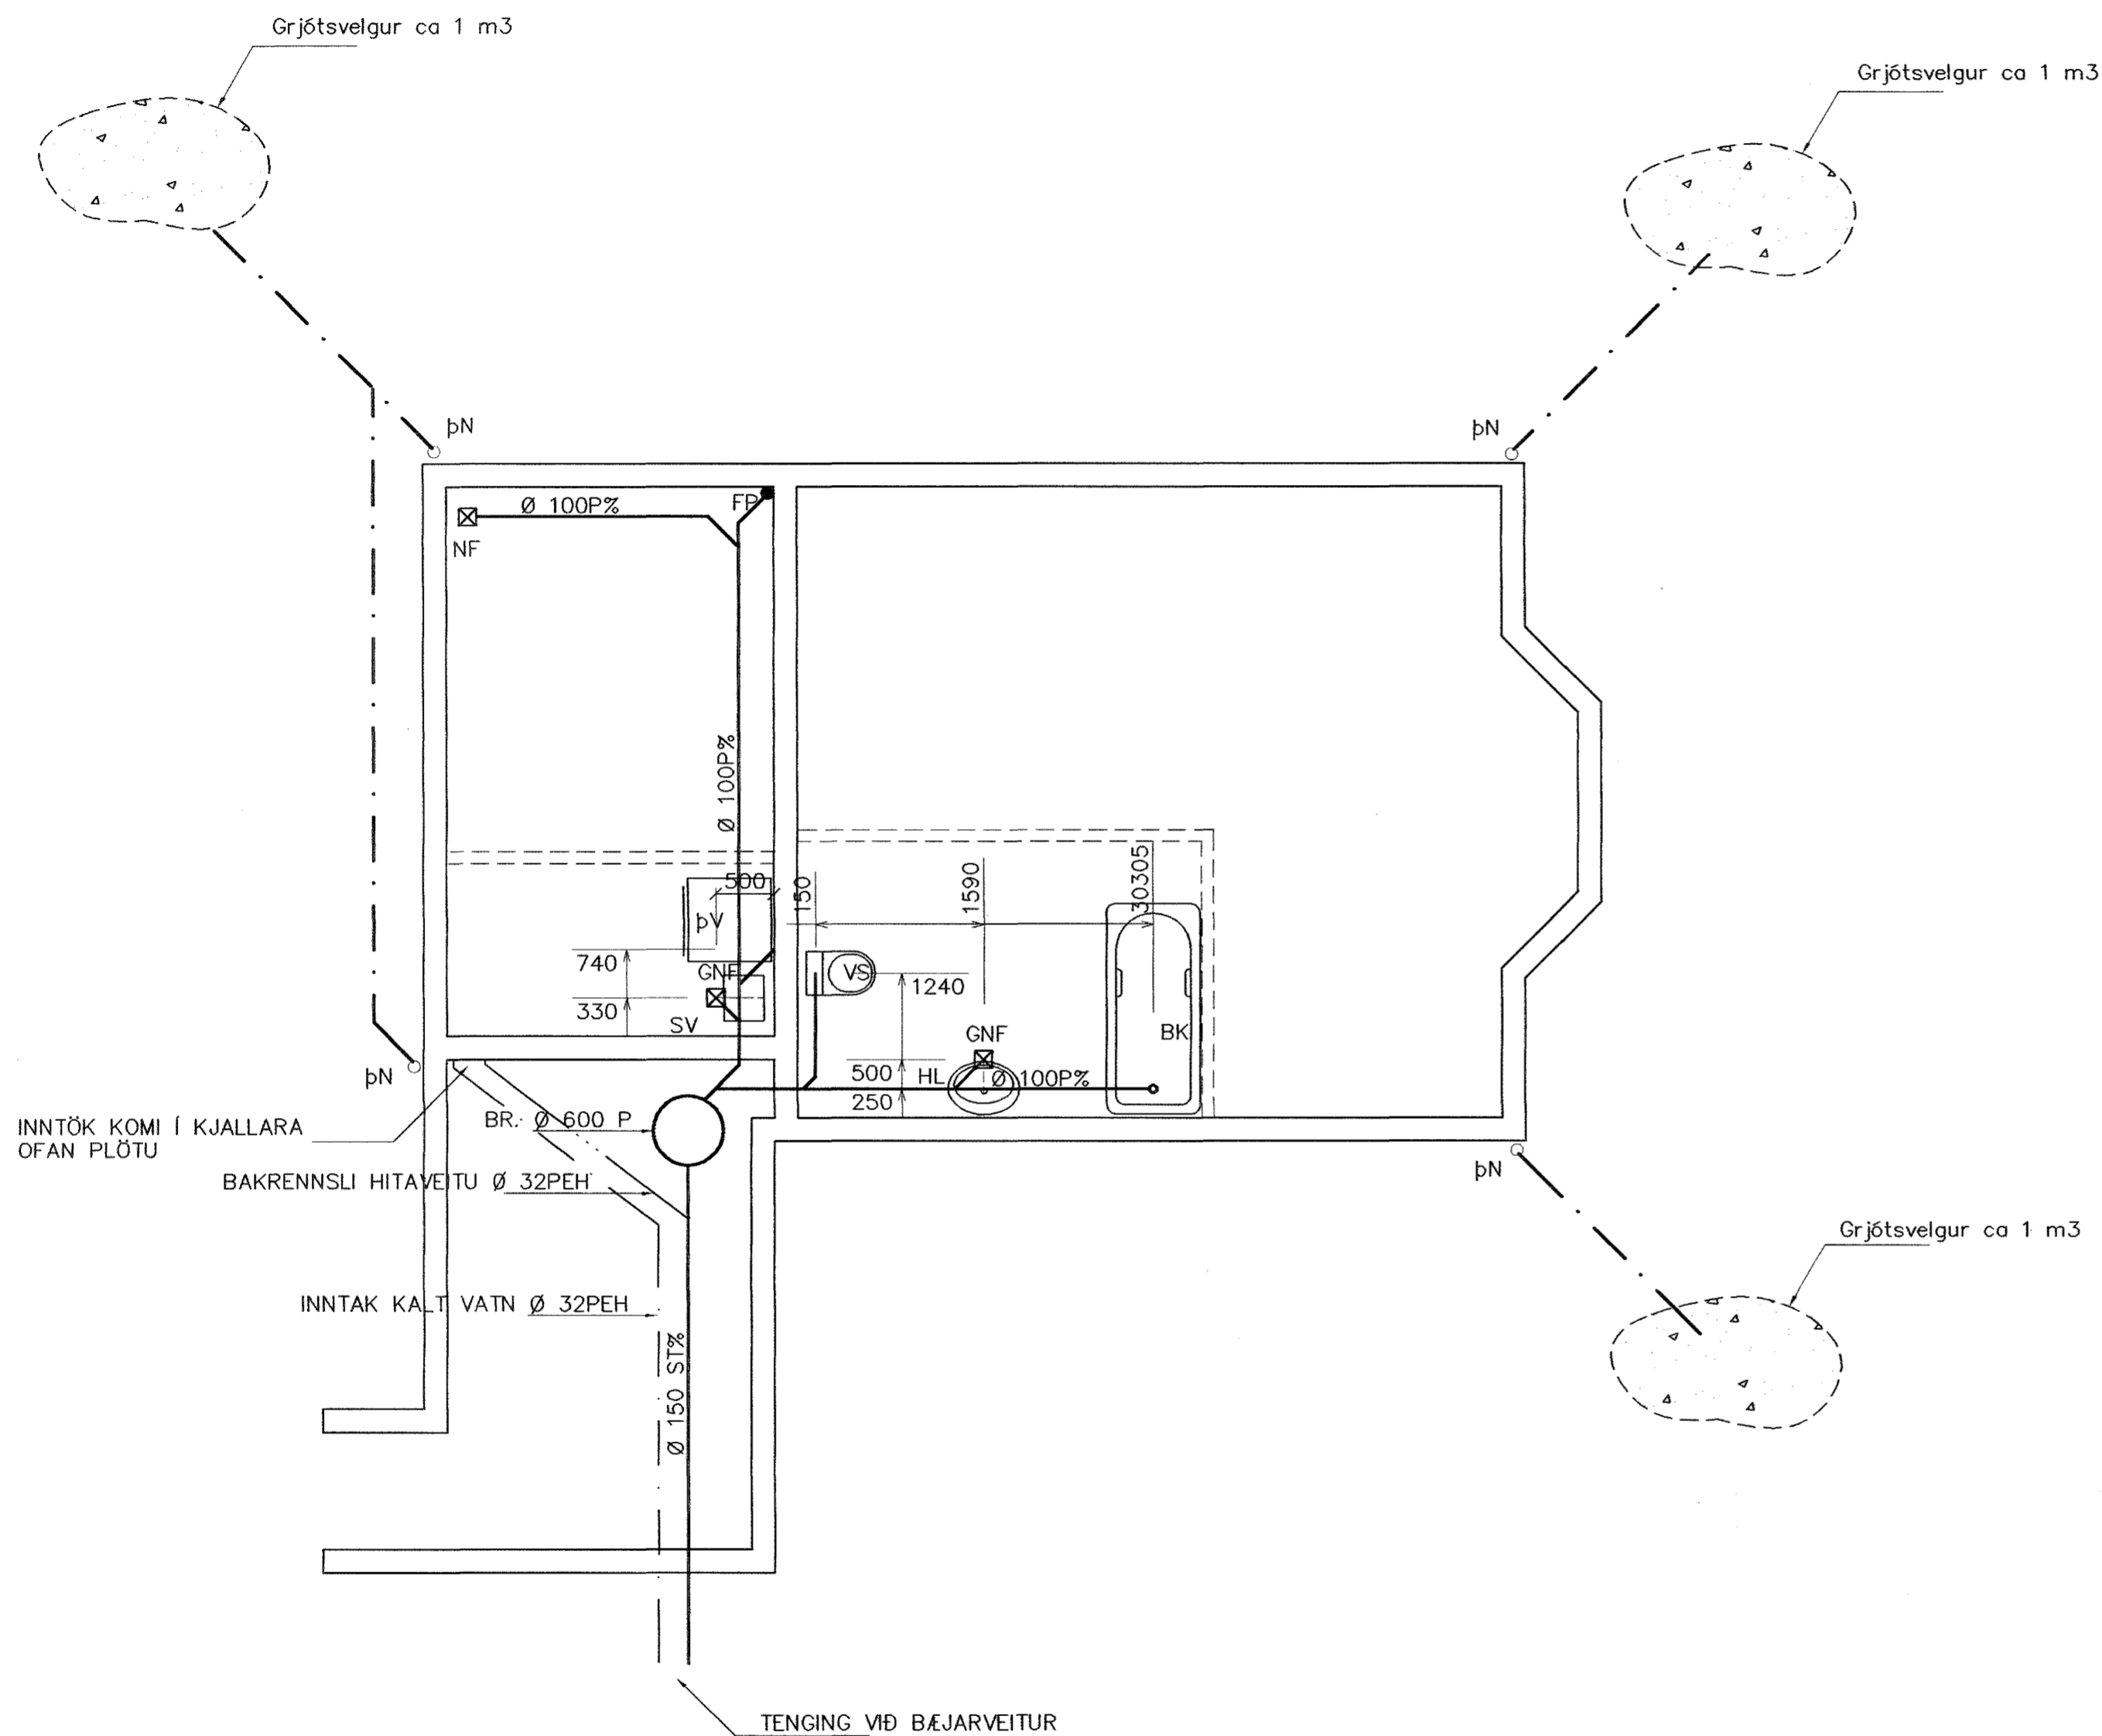 Grjótsvelgur ca 1 m3
Grjótsvelgur ca 1 m3
þN
þN
FP
Ø 100P%
NF
Ø 100P%
500
150
1590
30305
þV
740
GNF
VS
1240
330
SV
GNF
BK
500
HL
Ø 100P%
þN
250
BR. Ø 600 P
INNTÖK KOMI Í KJALLARA
OFAN PLÖTU
þN
BAKRENNSLI HITAVEITU Ø 32PEH
Grjótsvelgur ca 1 m3
INNTAK KALT VATN Ø 32PEH
Ø 150 ST%
TENGING VIÐ BÆJARVEITUR